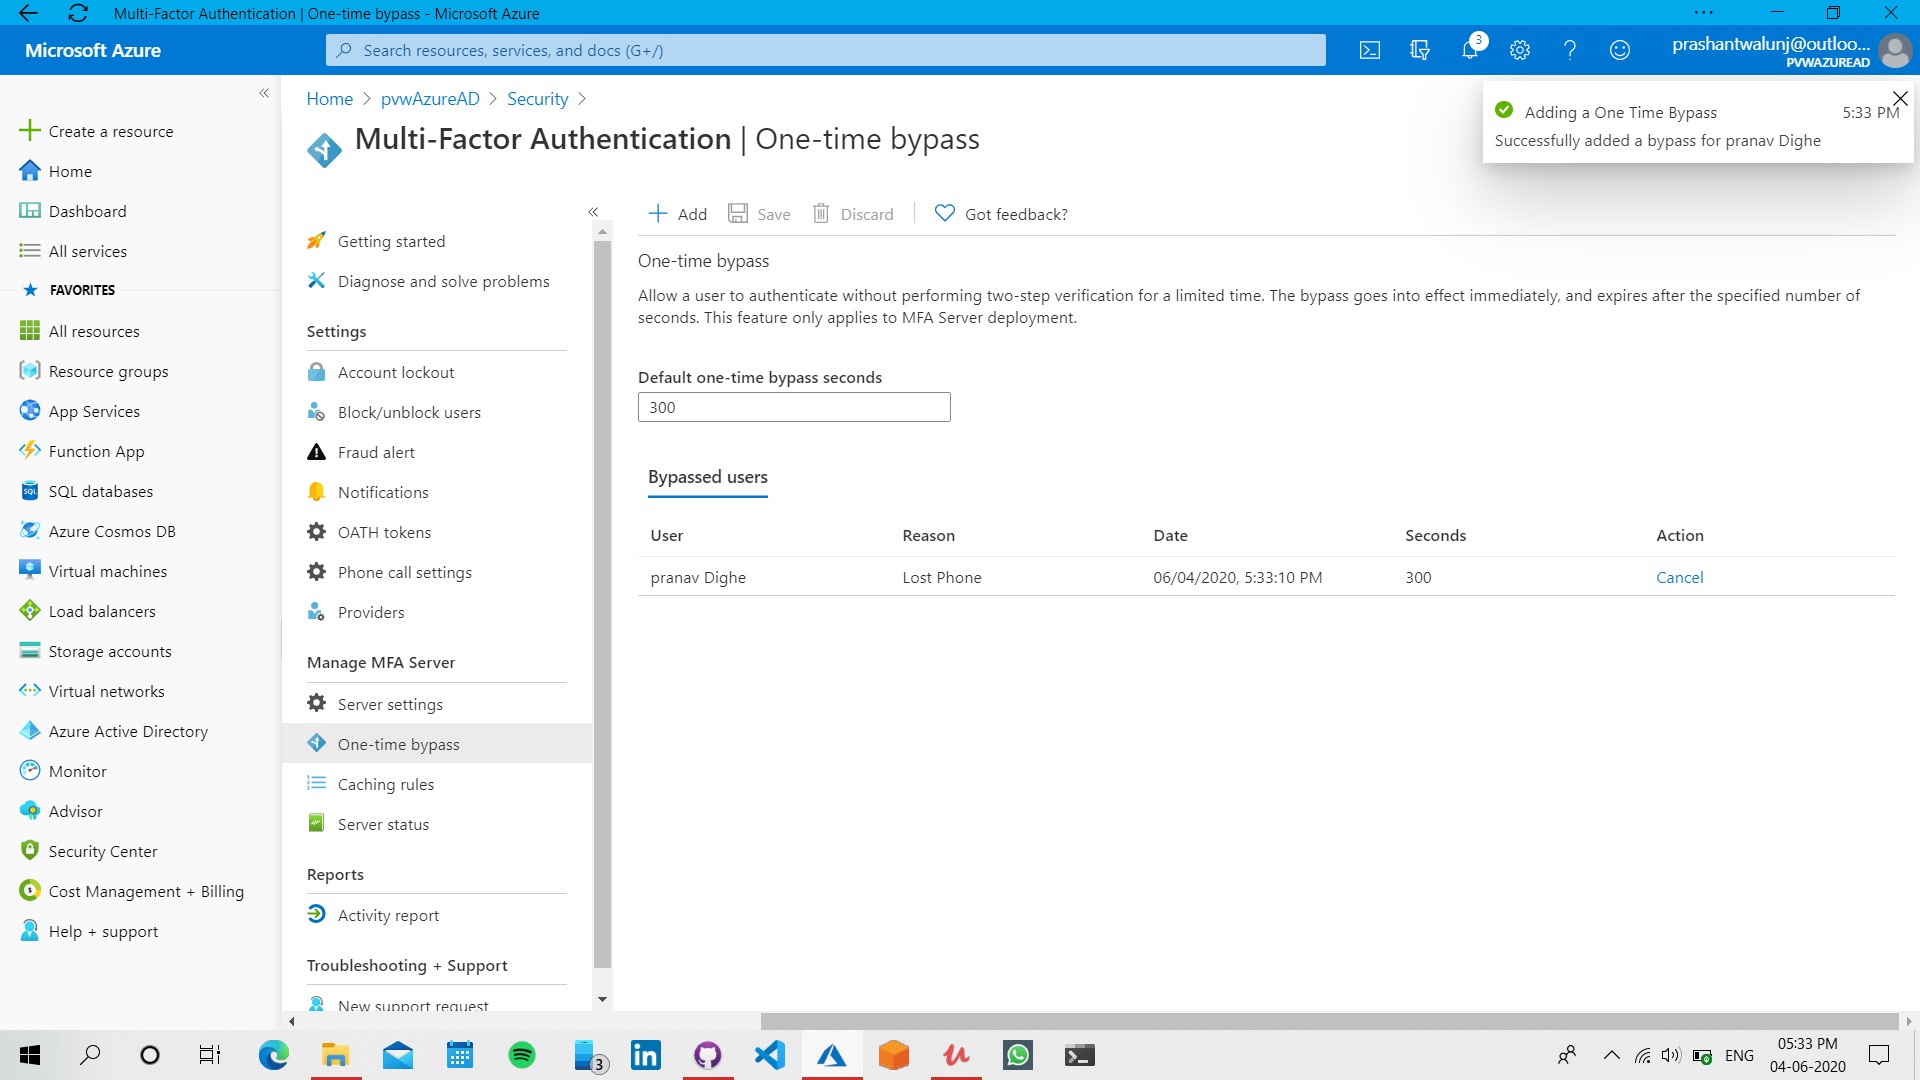 Multi-Factor Authentication | One-time bypass - Microsoft Azure
Microsoft Azure
Search resources, services, and docs (G+/)
3
prashantwalunj@outloo...
PVWAZUREAD
Home > pvwAzureAD > Security >
Multi-Factor Authentication | One-time bypass
Adding a One Time Bypass 5:33 PM
Successfully added a bypass for pranav Dighe
Create a resource
Home
Dashboard
All services
FAVORITES
All resources
Resource groups
App Services
Function App
SQL databases
Azure Cosmos DB
Virtual machines
Load balancers
Storage accounts
Virtual networks
Azure Active Directory
Monitor
Advisor
Security Center
Cost Management + Billing
Help + support
Getting started
Diagnose and solve problems
Settings
Account lockout
Block/unblock users
Fraud alert
Notifications
OATH tokens
Phone call settings
Providers
Manage MFA Server
Server settings
One-time bypass
Caching rules
Server status
Reports
Activity report
Troubleshooting + Support
New support request
Add Save Discard Got feedback?
One-time bypass
Allow a user to authenticate without performing two-step verification for a limited time. The bypass goes into effect immediately, and expires after the specified number of
seconds. This feature only applies to MFA Server deployment.
Default one-time bypass seconds
300
Bypassed users
User Reason Date Seconds Action
pranav Dighe Lost Phone 06/04/2020, 5:33:10 PM 300 Cancel
3
ENG
05:33 PM
04-06-2020